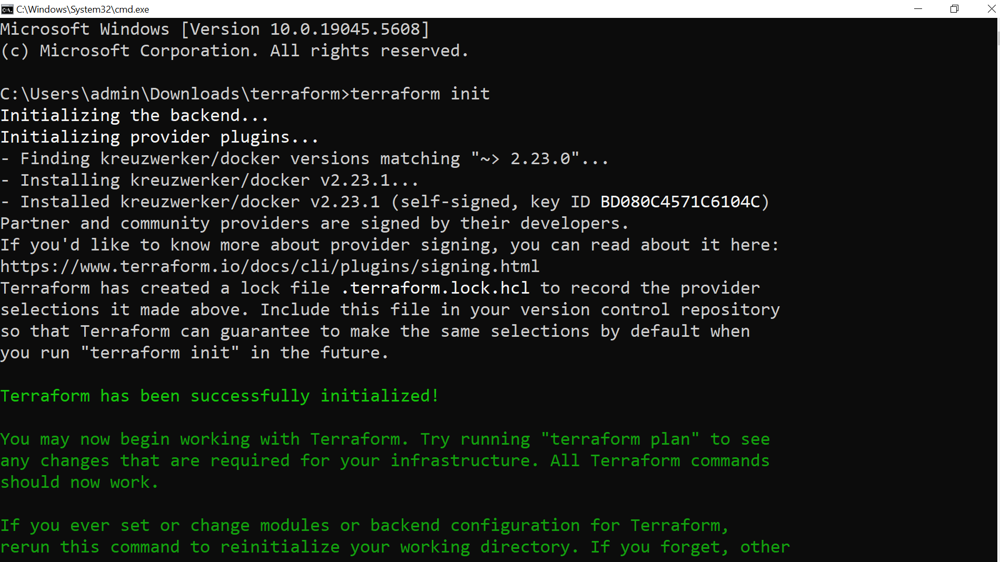 C:\Windows\System32\cmd.exe
Microsoft Windows [Version 10.0.19045.5608]
(c) Microsoft Corporation. All rights reserved.
C:\Users\admin\Downloads\terraform>terraform init
Initializing the backend...
Initializing provider plugins...
- Finding kreuzwerker/docker versions matching "~> 2.23.0"...
- Installing kreuzwerker/docker v2.23.1...
- Installed kreuzwerker/docker v2.23.1 (self-signed, key ID BD080C4571C6104C)
Partner and community providers are signed by their developers.
If you'd like to know more about provider signing, you can read about it here:
https://www.terraform.io/docs/cli/plugins/signing.html
Terraform has created a lock file .terraform.lock.hcl to record the provider
selections it made above. Include this file in your version control repository
so that Terraform can guarantee to make the same selections by default when
you run "terraform init" in the future.
Terraform has been successfully initialized!
You may now begin working with Terraform. Try running "terraform plan" to see
any changes that are required for your infrastructure. All Terraform commands
should now work.
If you ever set or change modules or backend configuration for Terraform,
rerun this command to reinitialize your working directory. If you forget, other